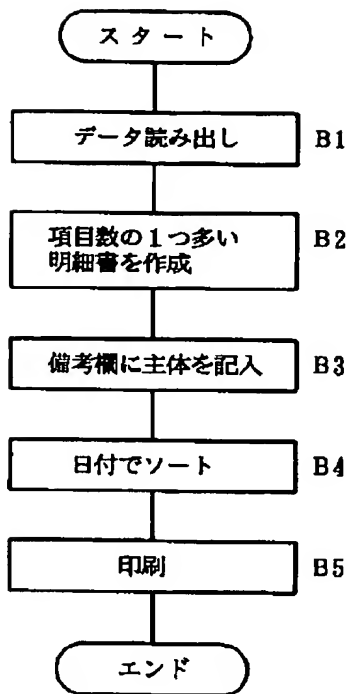 スタート
データ読み出し B1
項目数の1つ多い
明細書を作成 B2
備考欄に主体を記入 B3
日付でソート B4
印刷 B5
エンド